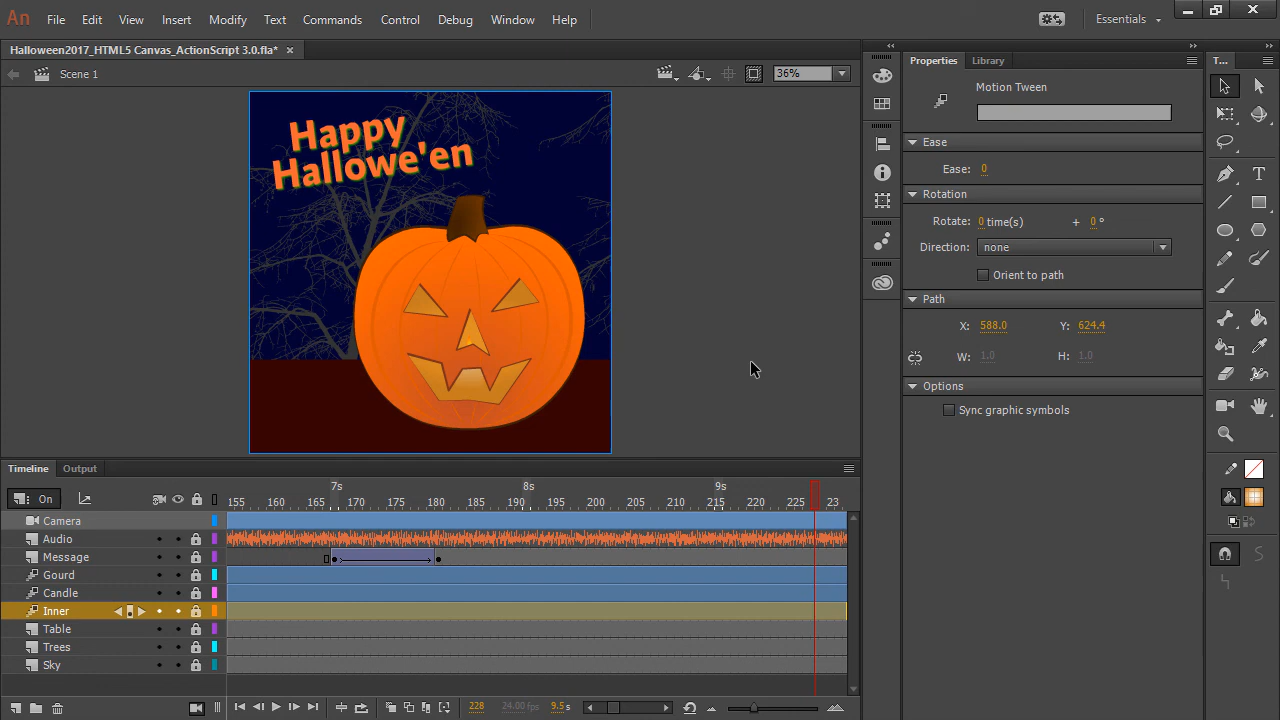 An File Edit View Insert Modify Text Commands Control Debug Window Help Essentials
Halloween2017_HTML5 Canvas_ActionScript 3.0.fla* ×
Scene 1 36%
Happy
Hallowe'en
Properties Library T...
Motion Tween
Ease
Ease: 0
Rotation
Rotate: 0 time(s) + 0 °
Direction: none
Orient to path
Path
X: 588.0 Y: 624.4
W: 1.0 H: 1.0
Options
Sync graphic symbols
Timeline Output
On
7s 8s 9s
155 160 165 170 175 180 185 190 195 200 205 210 215 220 225 23
Camera
Audio
Message
Gourd
Candle
Inner
Table
Trees
Sky
228 24.00 fps 9.5 s